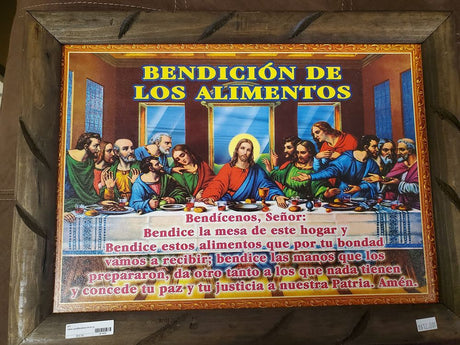 BENDICIÓN DE
LOS ALIMENTOS
Bendícenos, Señor:
Bendice la mesa de este hogar y
Bendice estos alimentos que por tu bondad
vamos a recibir; bendice las manos que los
prepararón, da otro tanto a los que nada tienen
y concede tu paz y tu justicia a nuestra Patria. Amén.